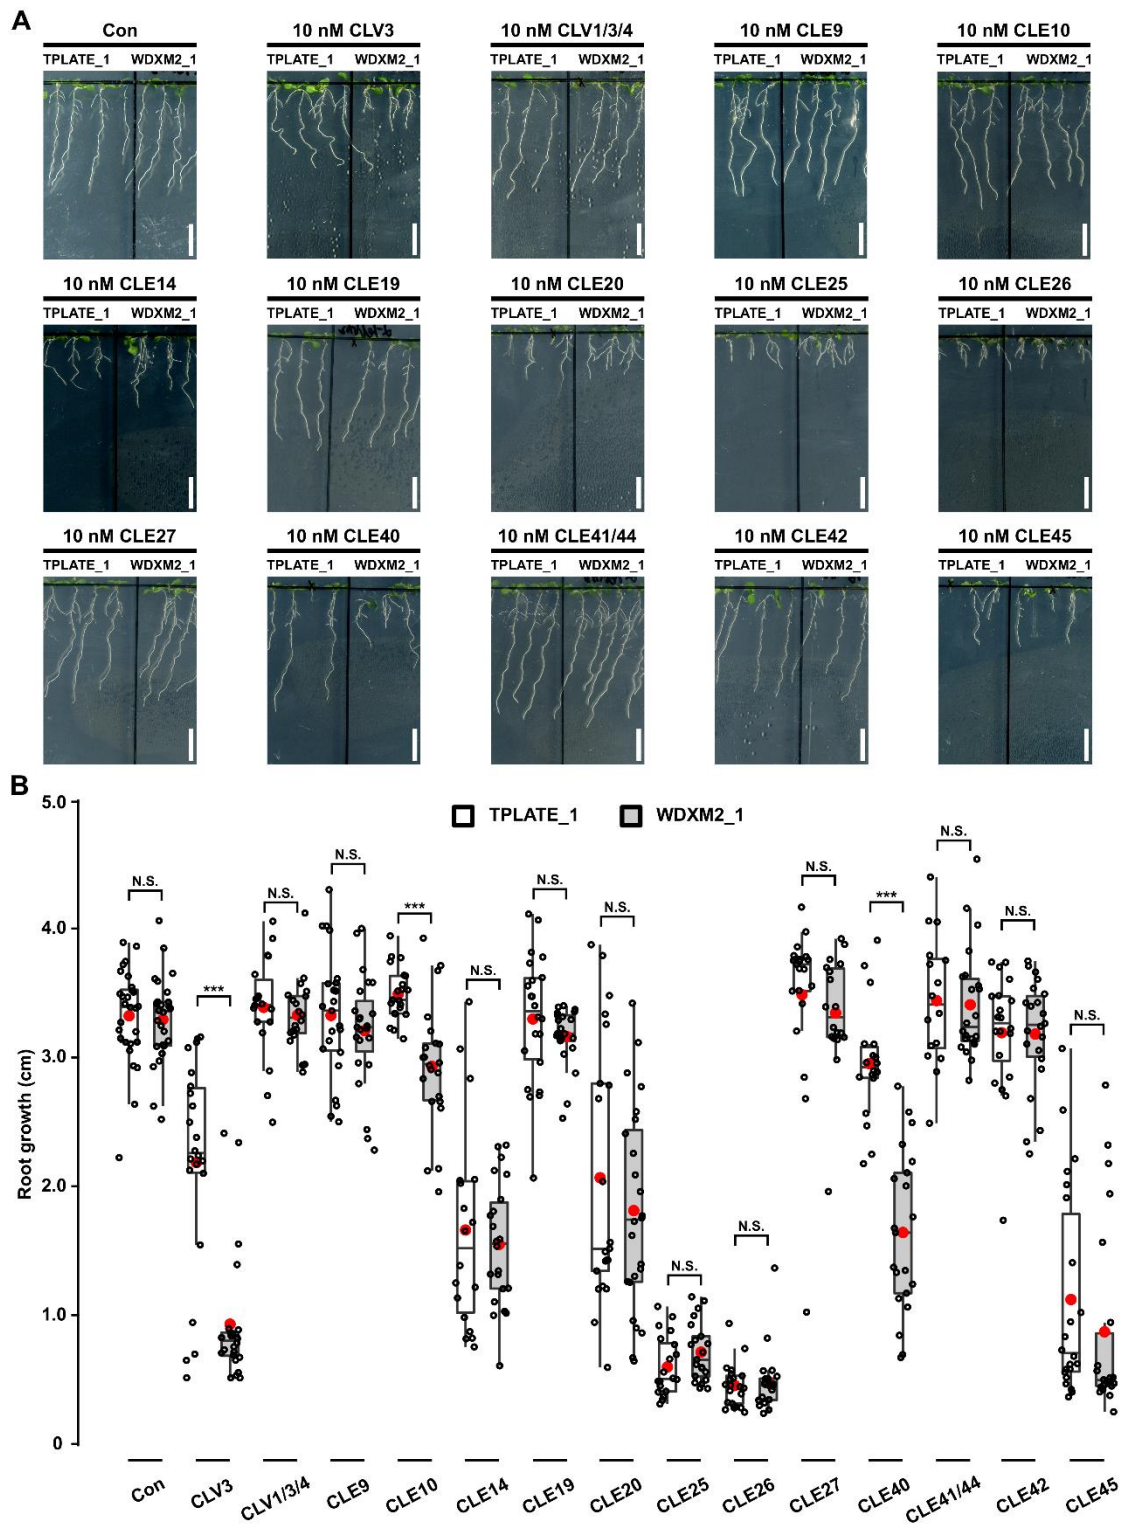 A
Con
10 nM CLV3
10 nM CLV1/3/4
10 nM CLE9
10 nM CLE10
TPLATE_1 WDXM2_1
TPLATE_1 WDXM2_1
TPLATE_1 WDXM2_1
TPLATE_1 WDXM2_1
TPLATE_1 WDXM2_1
10 nM CLE14
10 nM CLE19
10 nM CLE20
10 nM CLE25
10 nM CLE26
TPLATE_1 WDXM2_1
TPLATE_1 WDXM2_1
TPLATE_1 WDXM2_1
TPLATE_1 WDXM2_1
TPLATE_1 WDXM2_1
10 nM CLE27
10 nM CLE40
10 nM CLE41/44
10 nM CLE42
10 nM CLE45
TPLATE_1 WDXM2_1
TPLATE_1 WDXM2_1
TPLATE_1 WDXM2_1
TPLATE_1 WDXM2_1
TPLATE_1 WDXM2_1
B
5.0
4.0
3.0
2.0
1.0
0
Root growth (cm)
TPLATE_1
WDXM2_1
N.S.
***
N.S.
N.S.
***
N.S.
N.S.
N.S.
N.S.
N.S.
N.S.
***
N.S.
N.S.
N.S.
Con
CLV3
CLV1/3/4
CLE9
CLE10
CLE14
CLE19
CLE20
CLE25
CLE26
CLE27
CLE40
CLE41/44
CLE42
CLE45